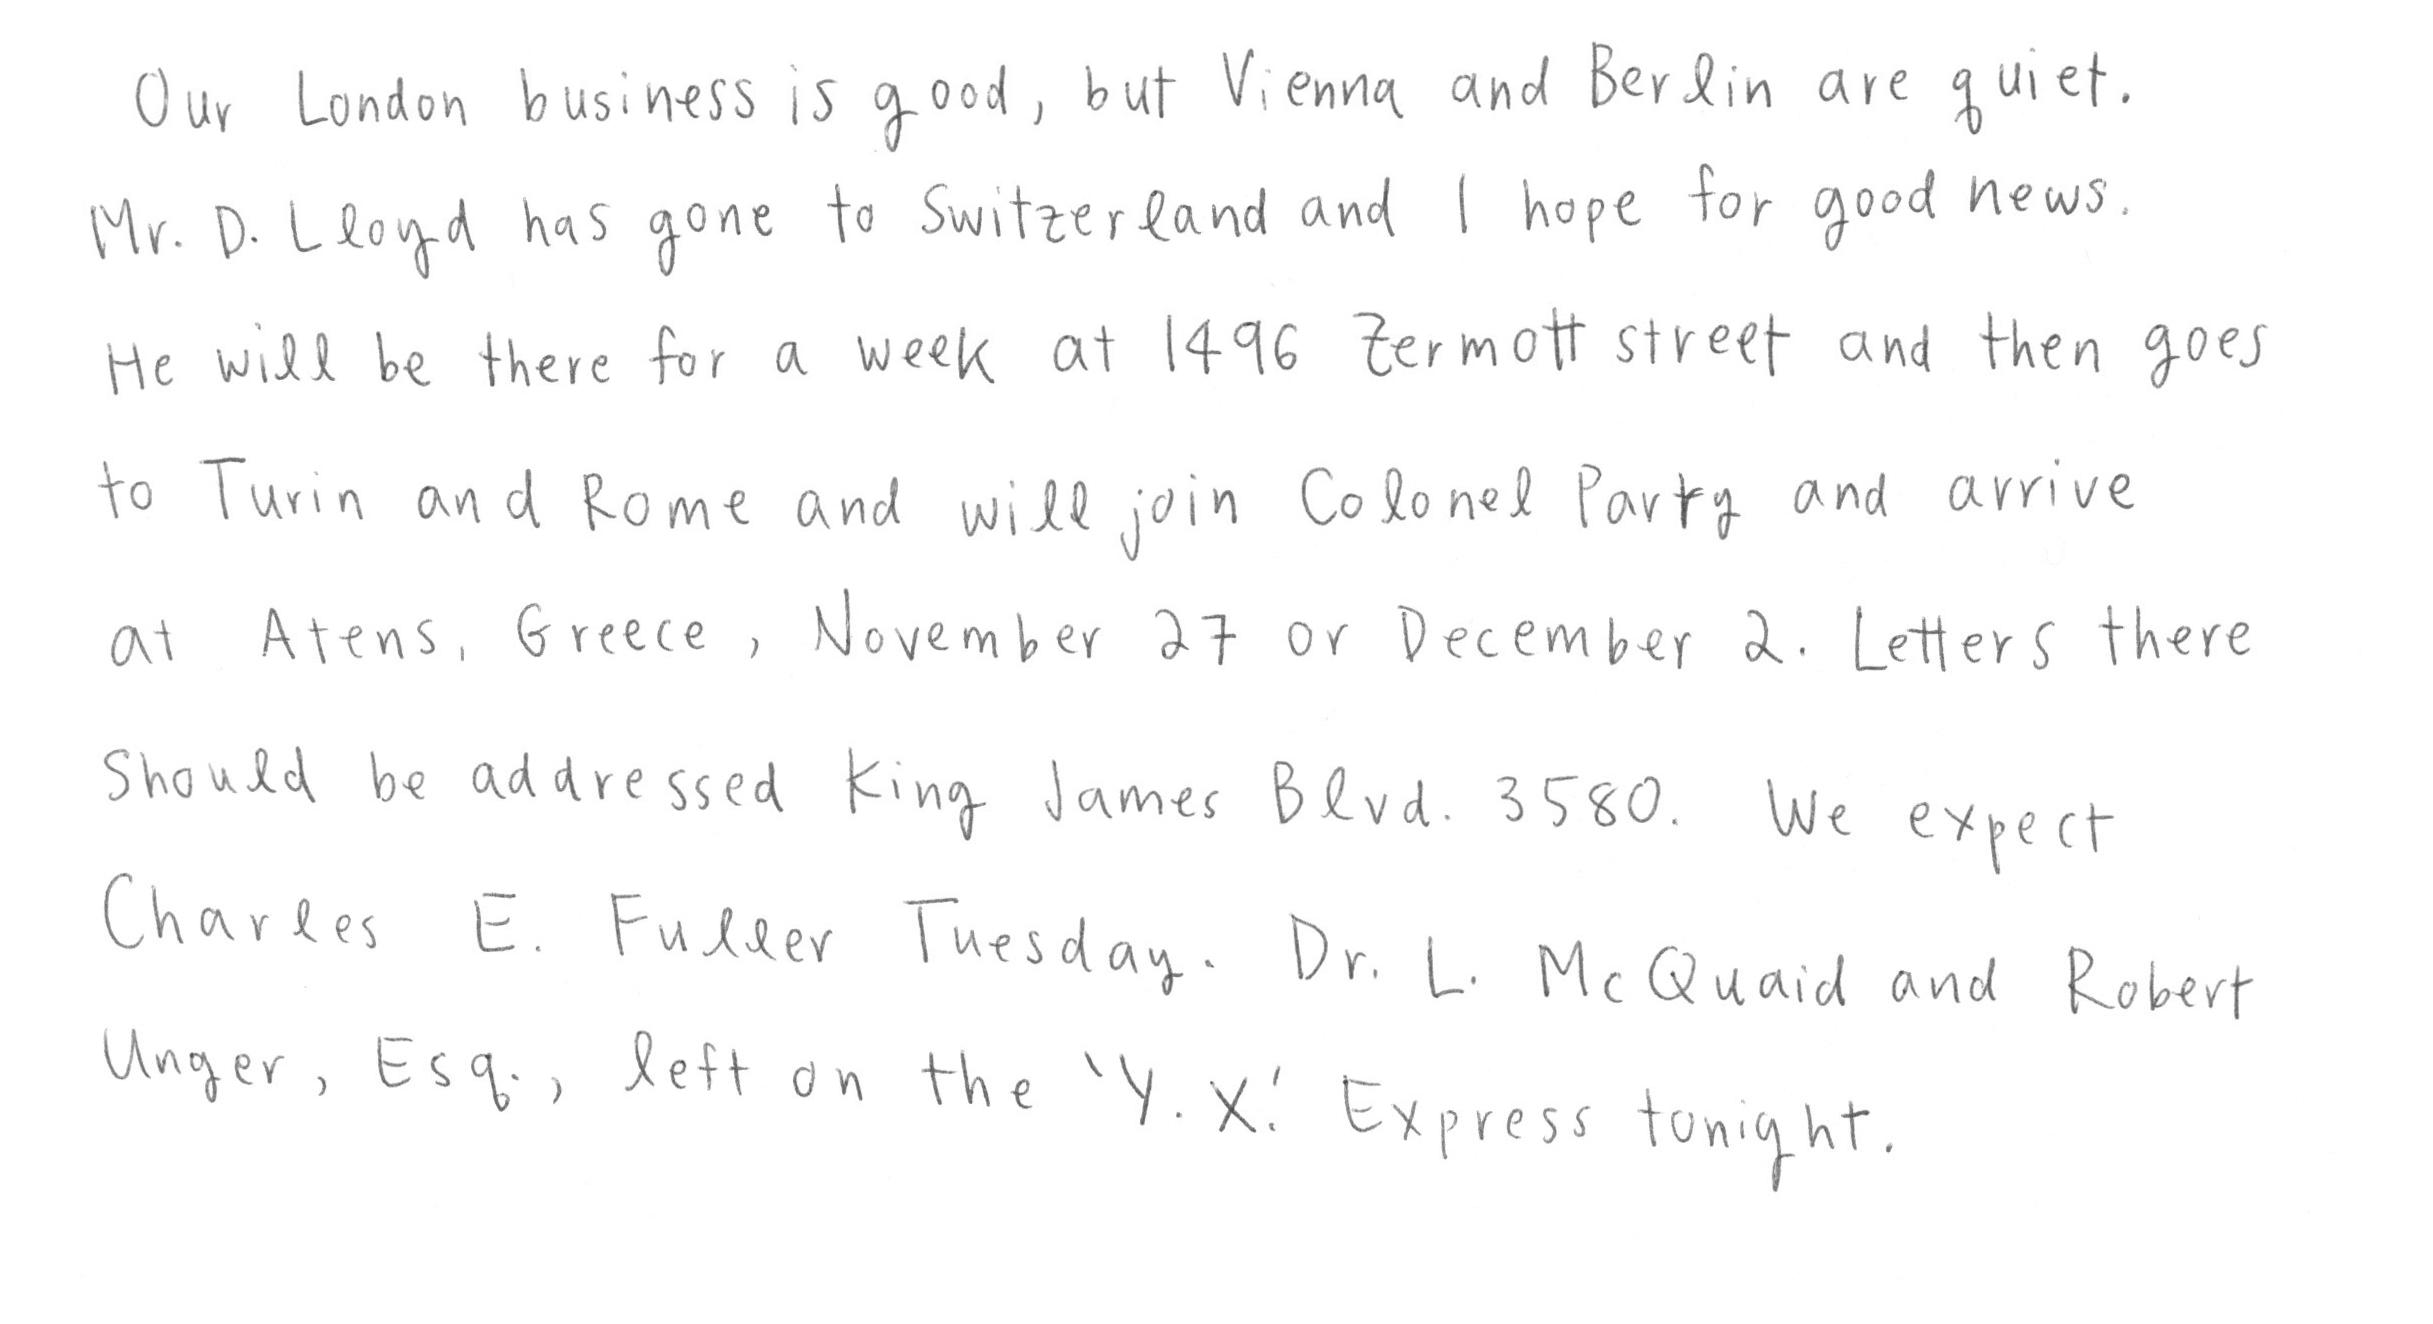 Our London business is good, but Vienna and Berlin are quiet.
Mr. D. Lloyd has gone to Switzerland and I hope for good news.
He will be there for a week at 1496 Zermott street and then goes
to Turin and Rome and will join Colonel Parry and arrive
at Atens, Greece, November 27 or December 2. Letters there
should be addressed King James Blvd. 3580. We expect
Charles E. Fuller Tuesday. Dr. L. McQuaid and Robert
Unger, Esq., left on the 'Y.X.' Express tonight.